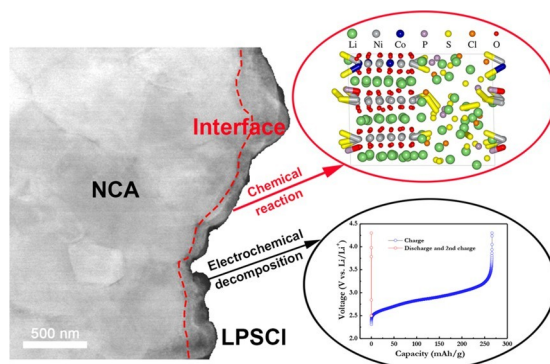 Li Ni Co P S Cl O
Interface
NCA
Chemical
reaction
Electrochemical
decomposition
LPSCl
500 nm
Charge
Discharge and 2nd charge
Voltage (V vs. Li/Li⁺)
4.5
4.0
3.5
3.0
2.5
2.0
0 50 100 150 200 250 300
Capacity (mAh/g)